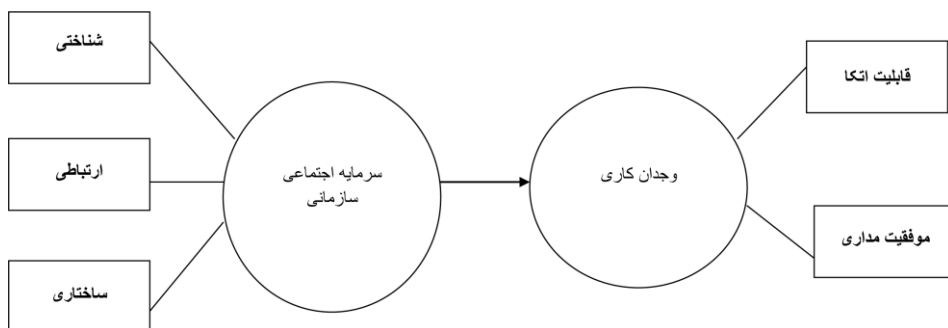 شناختی
ارتباطی
ساختاری
سرمایه اجتماعی
سازمانی
وجدان کاری
قابلیت اتکا
موفقیت مداری